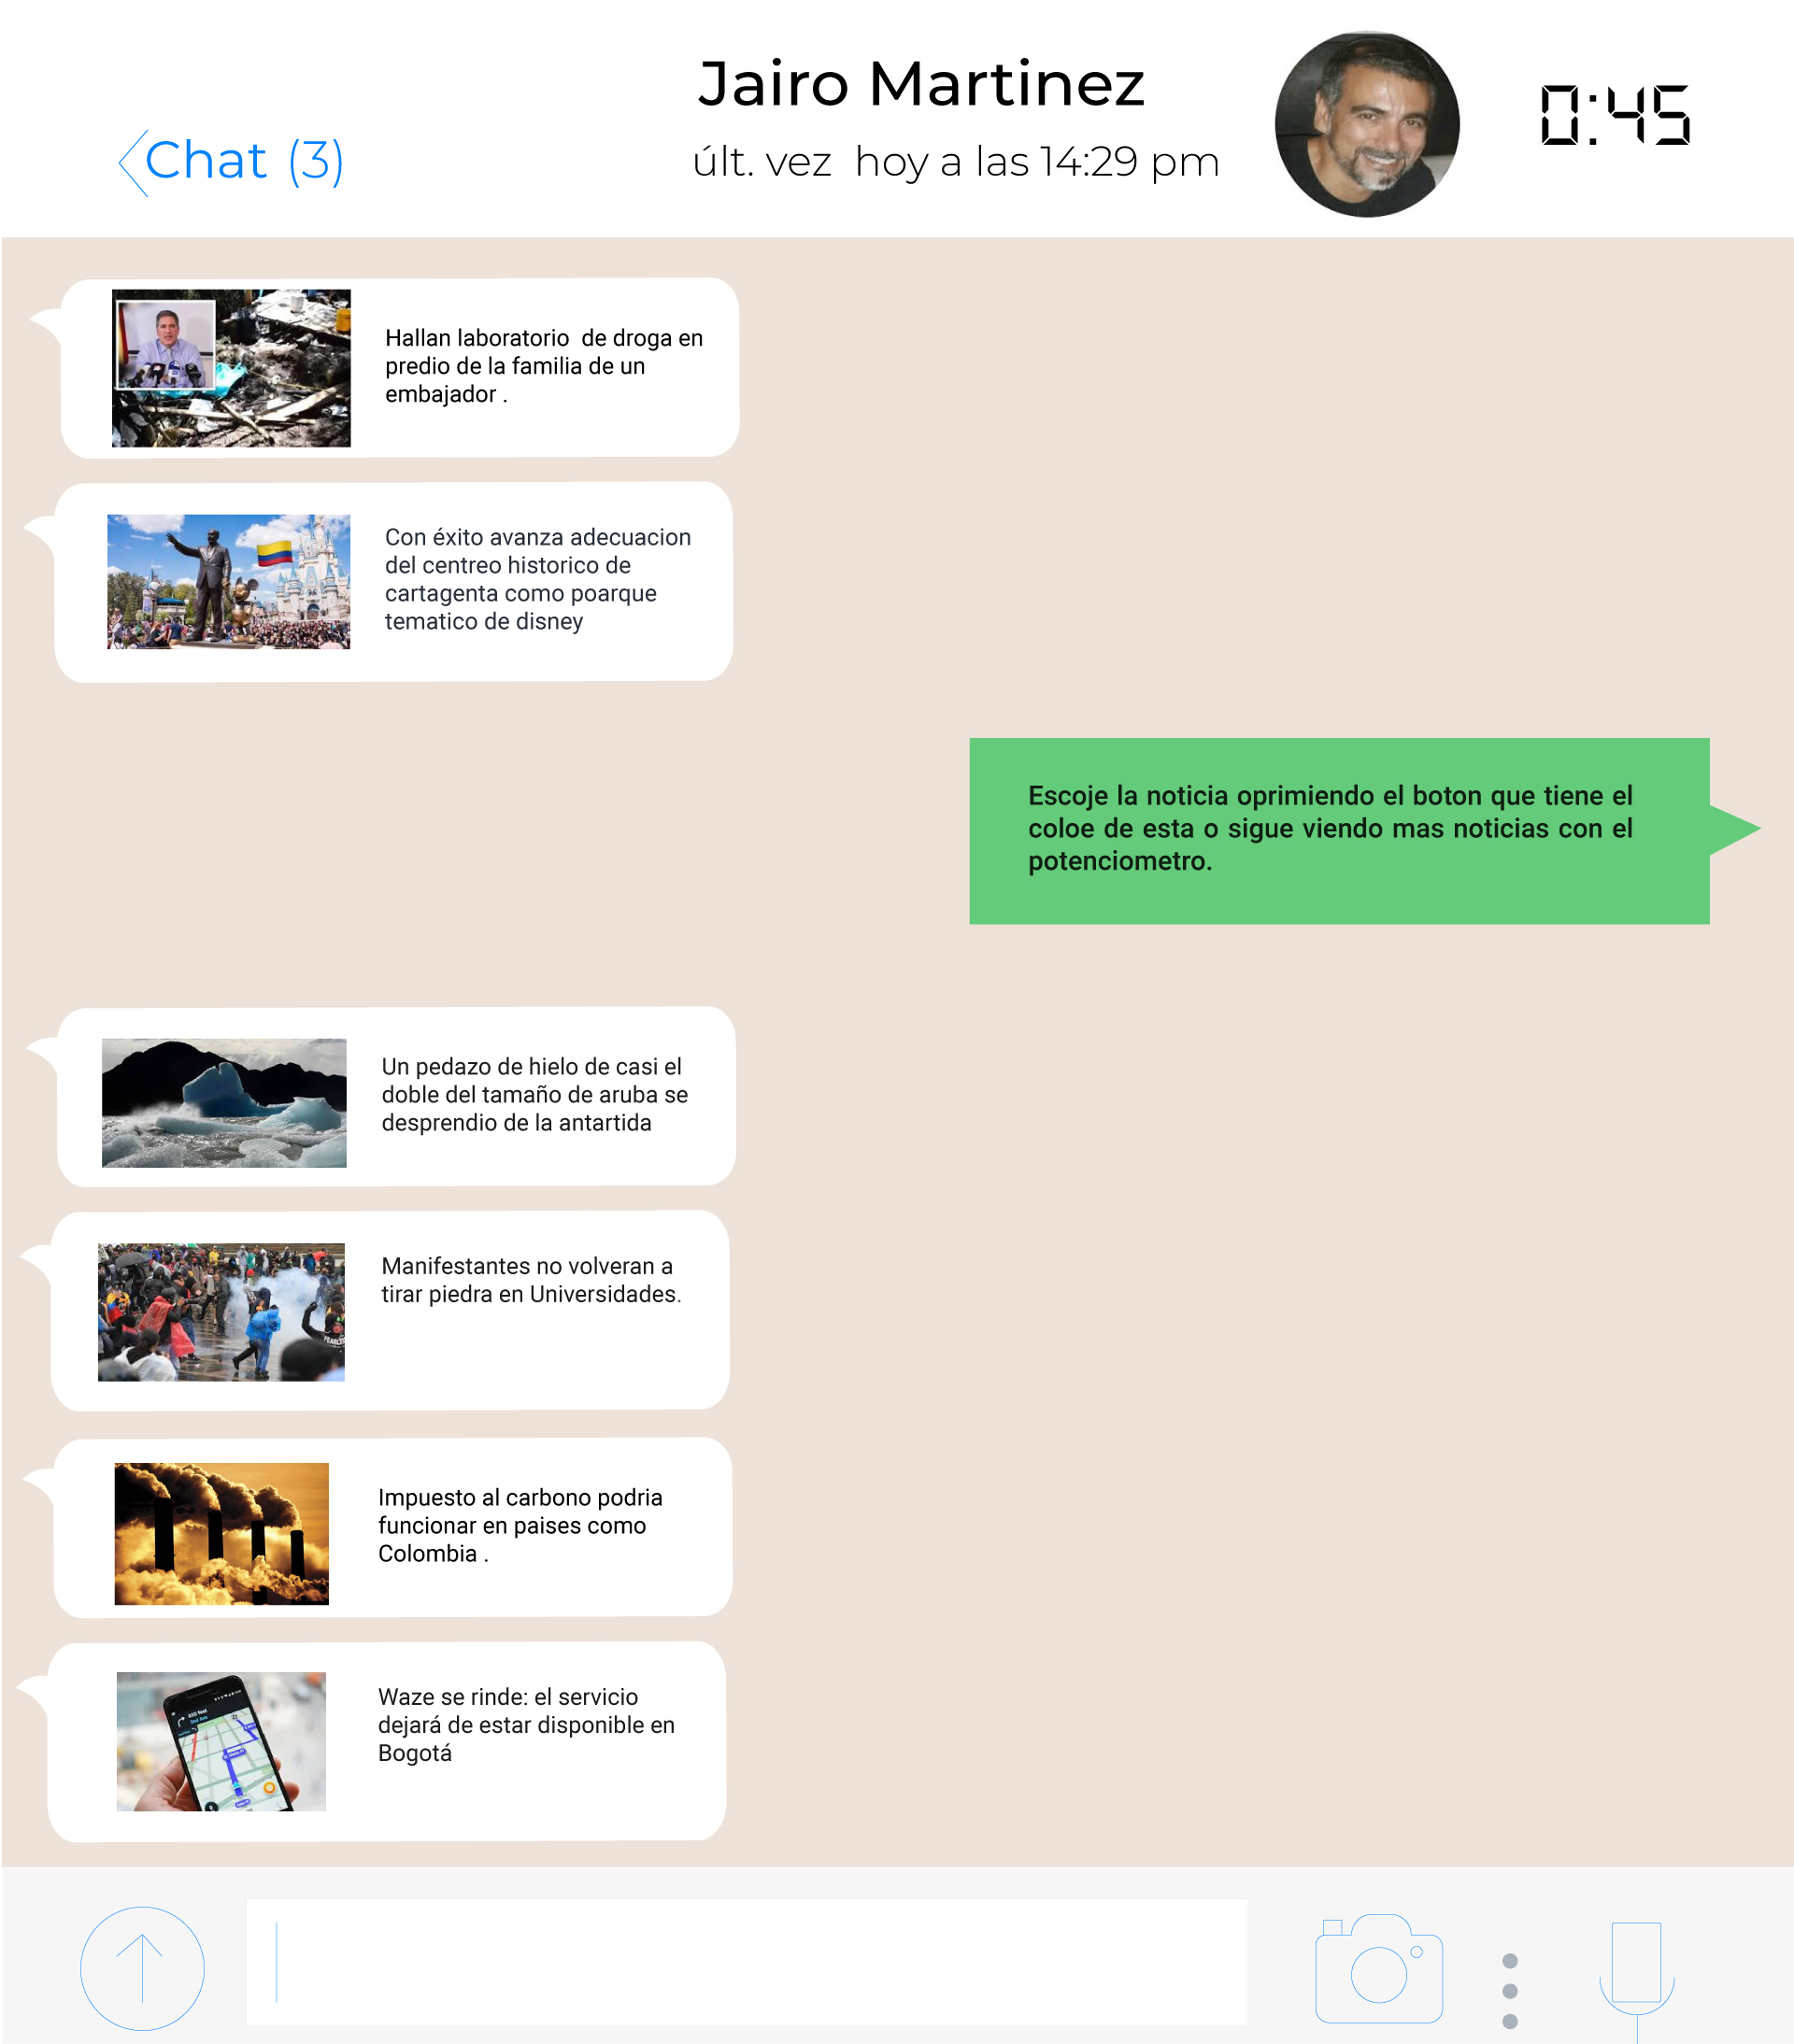 Jairo Martinez
0:45
Chat (3)
últ. vez hoy a las 14:29 pm
Hallan laboratorio de droga en
predio de la familia de un
embajador .
Con éxito avanza adecuacion
del centreo historico de
cartagenta como poarque
tematico de disney
Escoje la noticia oprimiendo el boton que tiene el
coloe de esta o sigue viendo mas noticias con el
potenciometro.
Un pedazo de hielo de casi el
doble del tamaño de aruba se
desprendio de la antartida
Manifestantes no volveran a
tirar piedra en Universidades.
Impuesto al carbono podria
funcionar en paises como
Colombia .
Waze se rinde: el servicio
dejará de estar disponible en
Bogotá